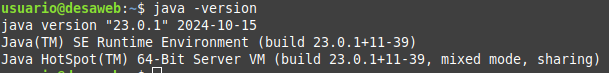 usuario@desaweb:~$ java -version
java version "23.0.1" 2024-10-15
Java(TM) SE Runtime Environment (build 23.0.1+11-39)
Java HotSpot(TM) 64-Bit Server VM (build 23.0.1+11-39, mixed mode, sharing)